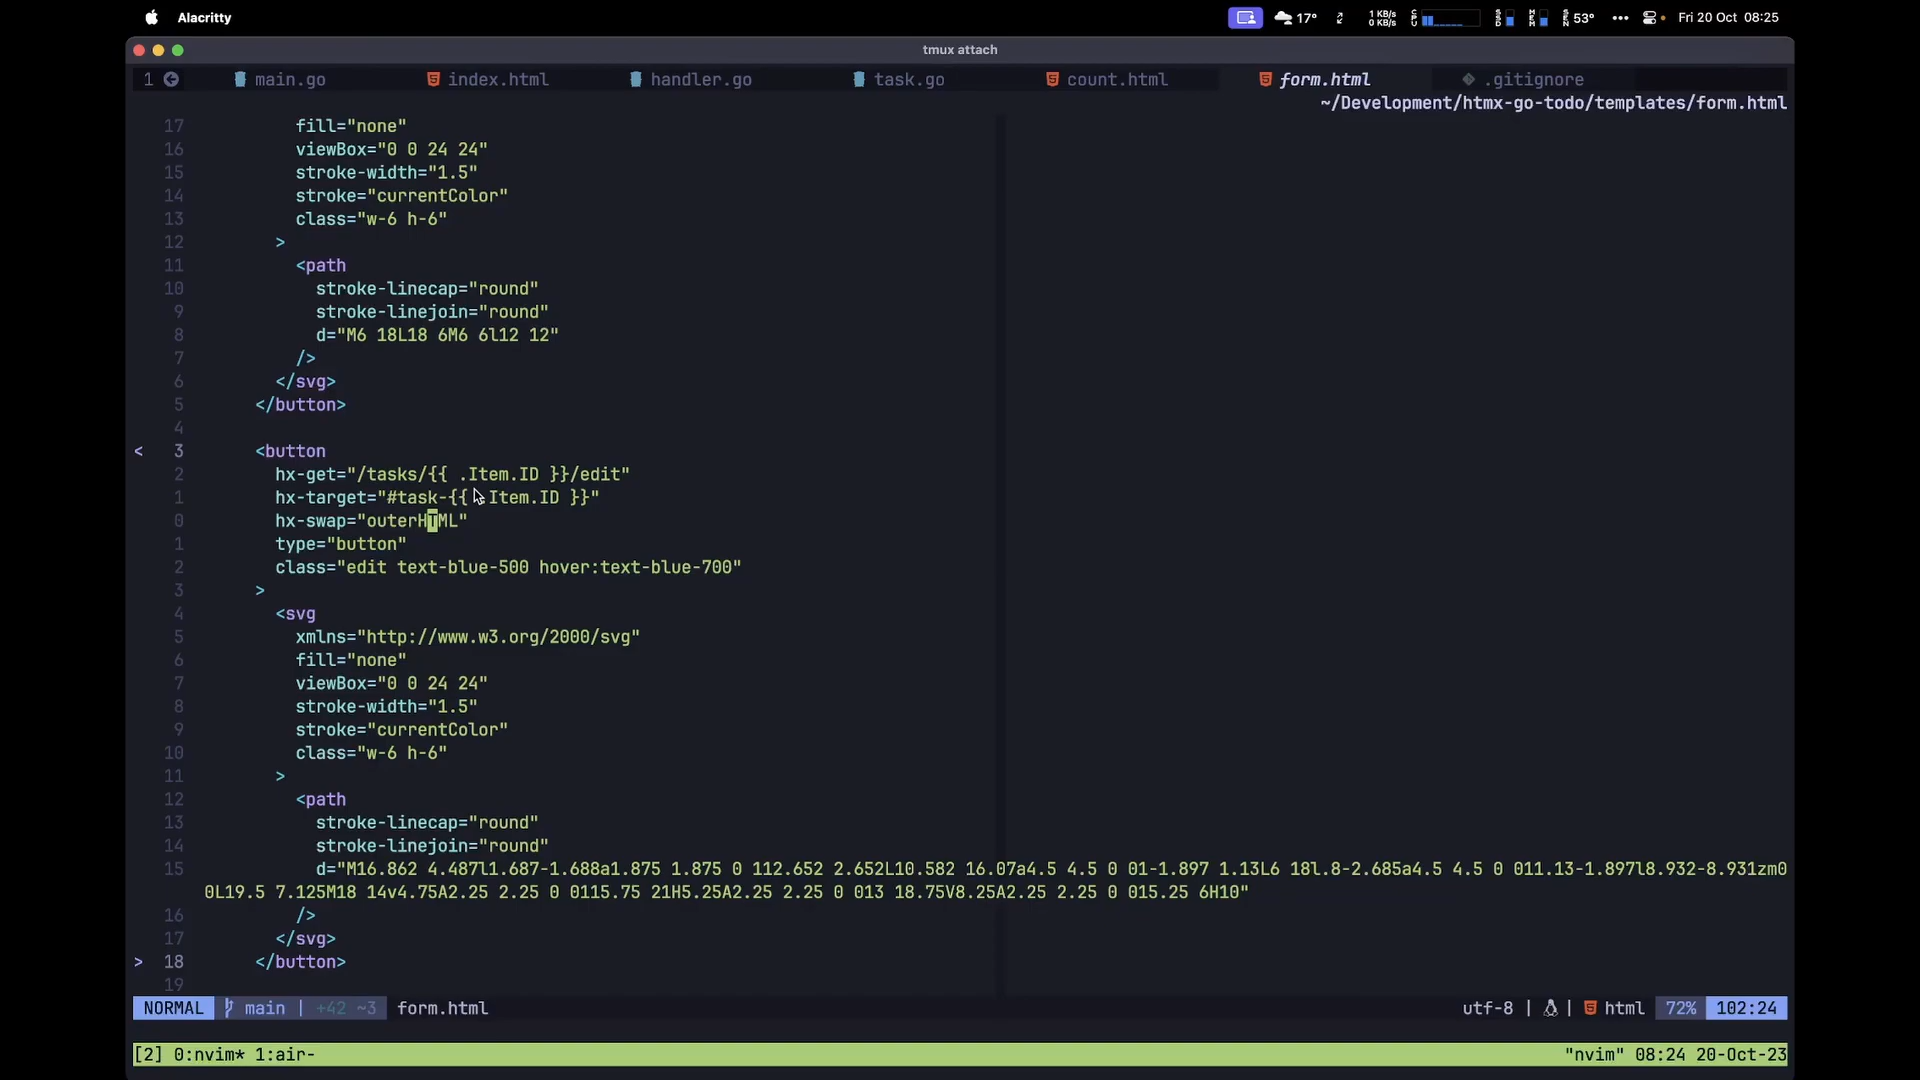 Alacritty
17° 1 KB/s 0 KB/s CPU SSD MEM SEN 53° ••• Fri 20 Oct 08:25
tmux attach
1 main.go index.html handler.go task.go count.html form.html .gitignore
~/Development/htmx-go-todo/templates/form.html
17 fill="none"
16 viewBox="0 0 24 24"
15 stroke-width="1.5"
14 stroke="currentColor"
13 class="w-6 h-6"
12 >
11 <path
10 stroke-linecap="round"
9 stroke-linejoin="round"
8 d="M6 18L18 6M6 6l12 12"
7 />
6 </svg>
5 </button>
4
< 3 <button
2 hx-get="/tasks/{{ .Item.ID }}/edit"
1 hx-target="#task-{{ .Item.ID }}"
0 hx-swap="outerHTML"
1 type="button"
2 class="edit text-blue-500 hover:text-blue-700"
3 >
4 <svg
5 xmlns="http://www.w3.org/2000/svg"
6 fill="none"
7 viewBox="0 0 24 24"
8 stroke-width="1.5"
9 stroke="currentColor"
10 class="w-6 h-6"
11 >
12 <path
13 stroke-linecap="round"
14 stroke-linejoin="round"
15 d="M16.862 4.487l1.687-1.688a1.875 1.875 0 112.652 2.652L10.582 16.07a4.5 4.5 0 01-1.897 1.13L6 18l.8-2.685a4.5 4.5 0 011.13-1.897l8.932-8.931zm0
0L19.5 7.125M18 14v4.75A2.25 2.25 0 0115.75 21H5.25A2.25 2.25 0 013 18.75V8.25A2.25 2.25 0 015.25 6H10"
16 />
17 </svg>
> 18 </button>
19
NORMAL main | +42 ~3 form.html utf-8 | | html 72% 102:24
[2] 0:nvim* 1:air- "nvim" 08:24 20-Oct-23